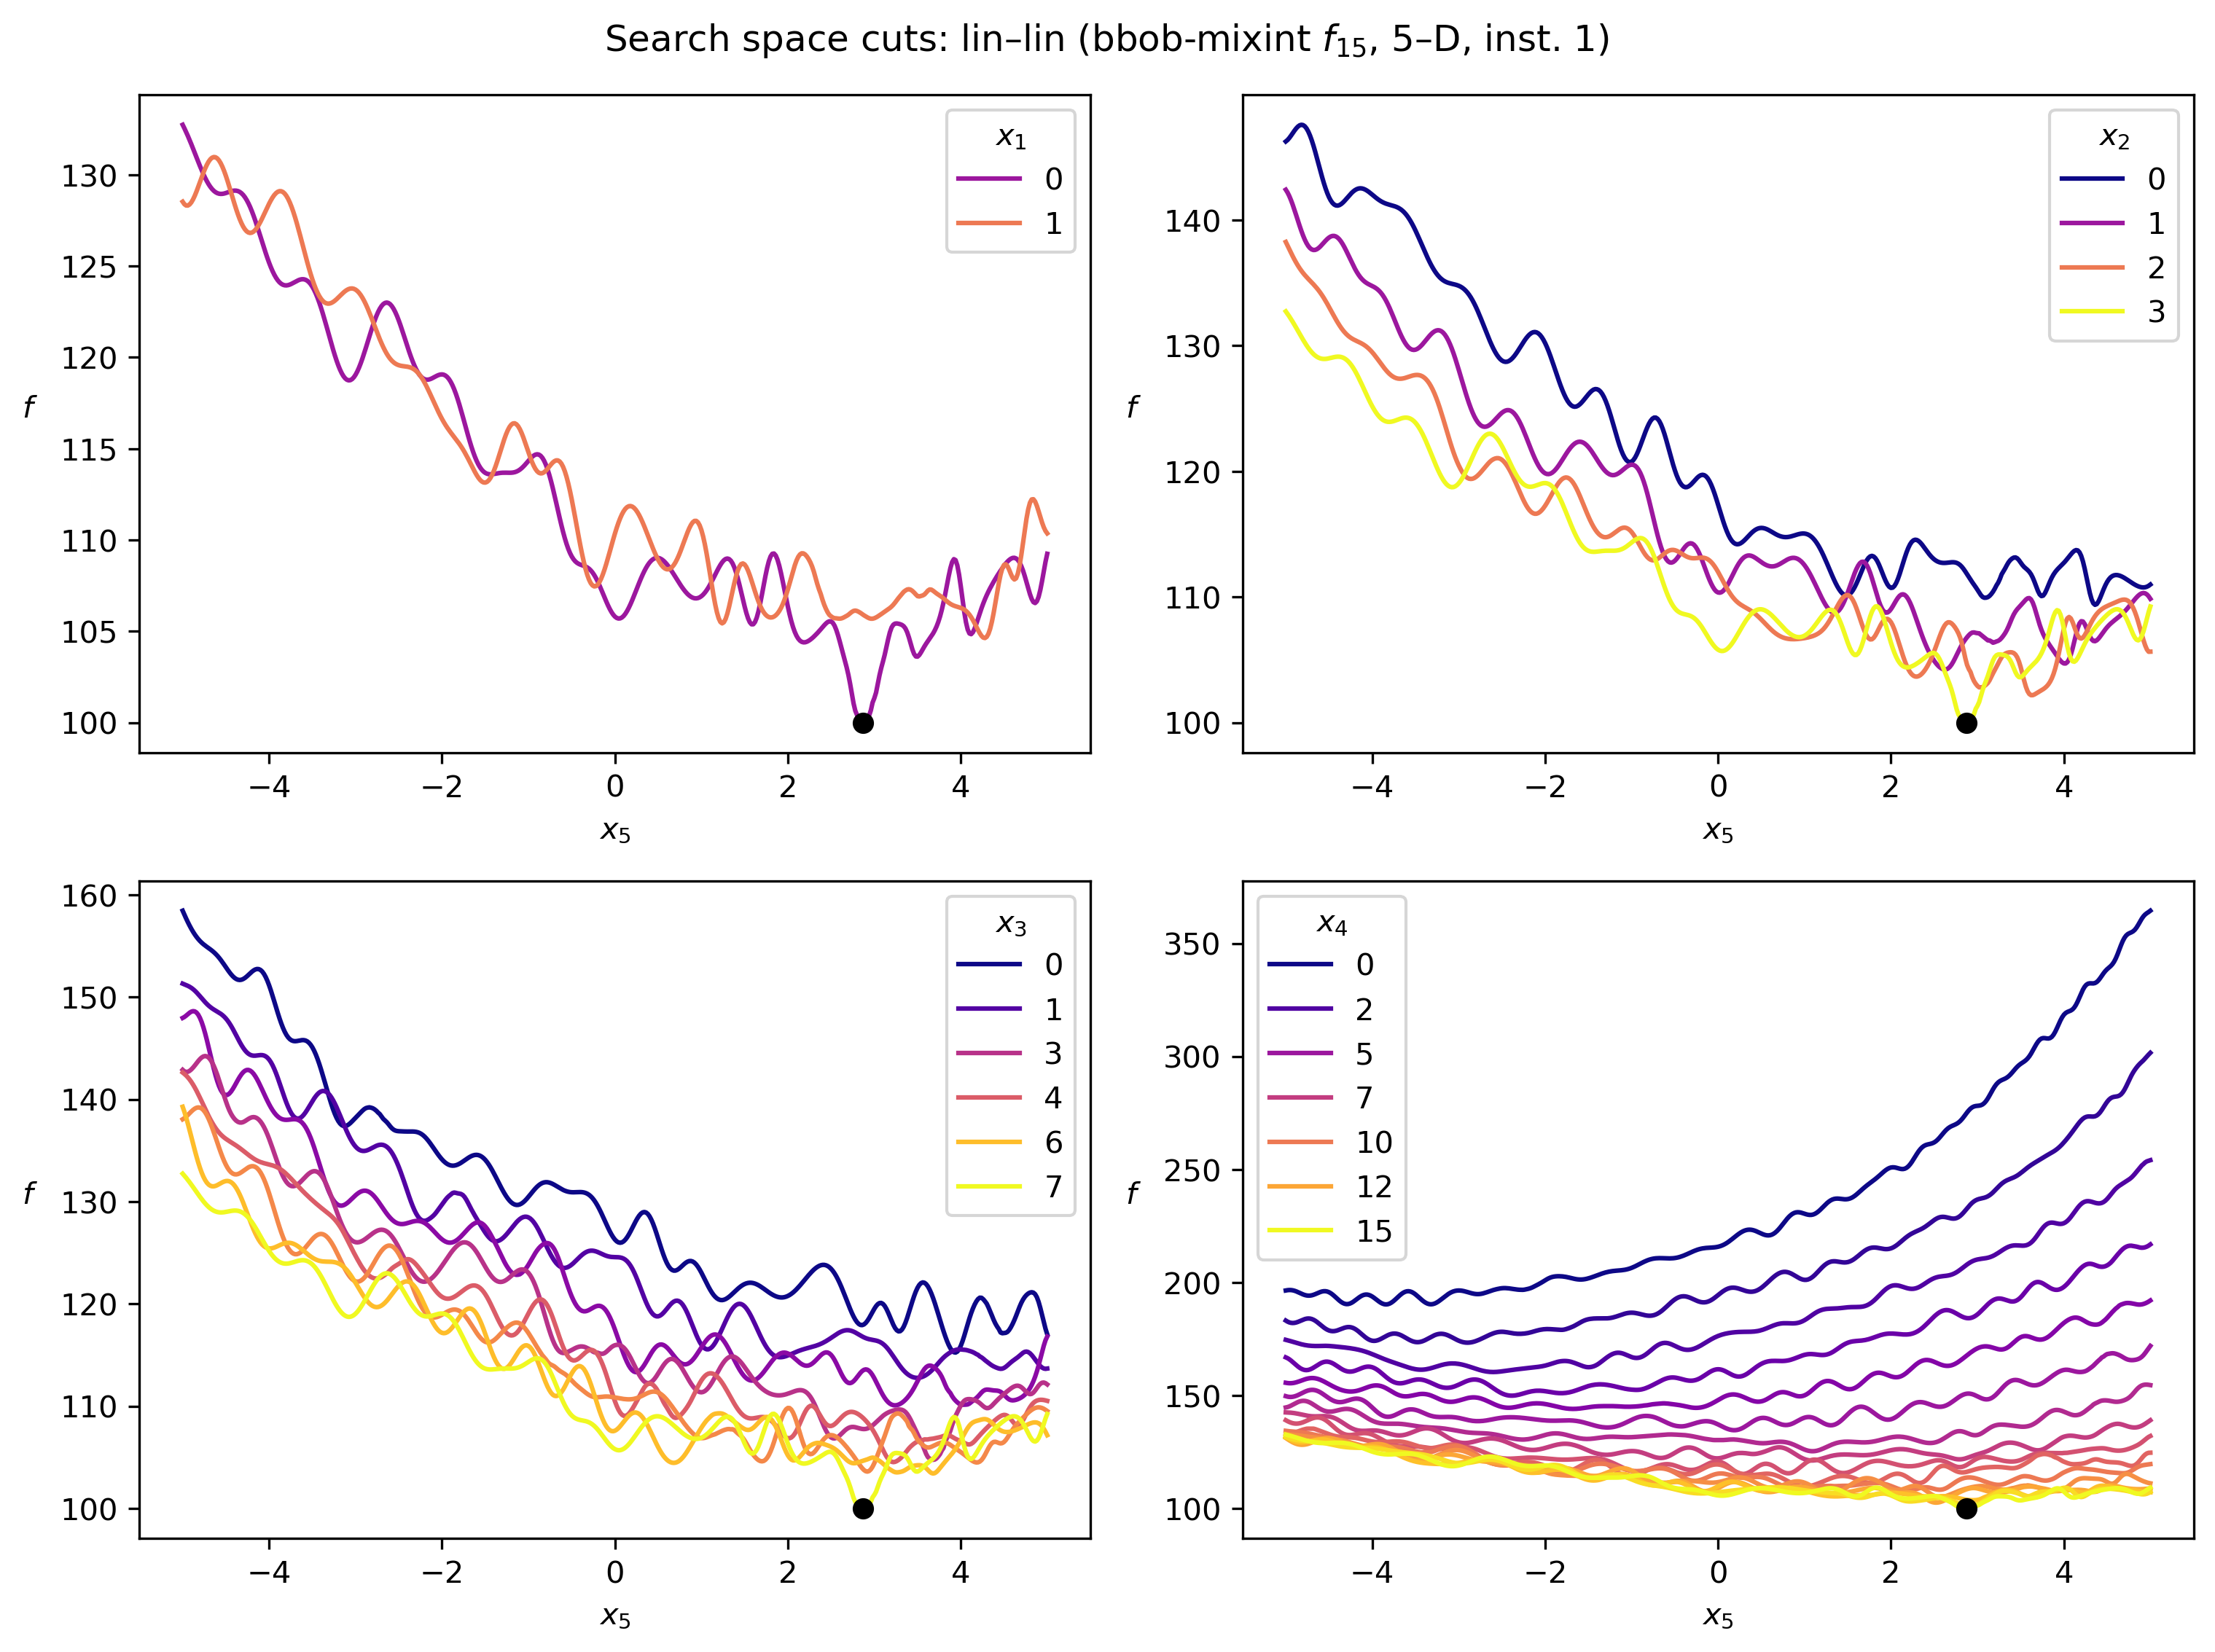 Search space cuts: lin–lin (bbob-mixint f₁₅, 5–D, inst. 1)
x₁
0
1
130
125
120
115
110
105
100
f
−4 −2 0 2 4
x₅
x₂
0
1
2
3
140
130
120
110
100
f
−4 −2 0 2 4
x₅
x₃
0
1
3
4
6
7
160
150
140
130
120
110
100
f
−4 −2 0 2 4
x₅
x₄
0
2
5
7
10
12
15
350
300
250
200
150
100
f
−4 −2 0 2 4
x₅